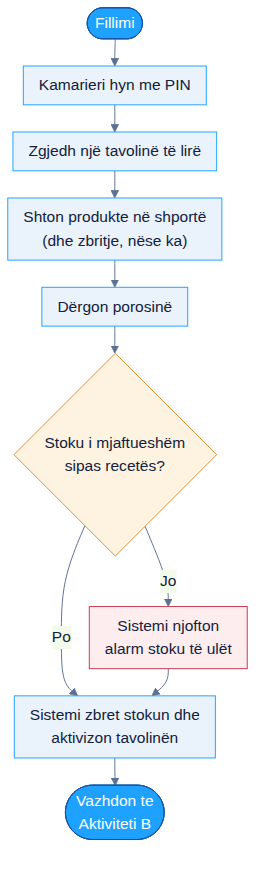 Fillimi
Kamarieri hyn me PIN
Zgjedh një tavolinë të lirë
Shton produkte në shportë
(dhe zbritje, nëse ka)
Dërgon porosinë
Stoku i mjaftueshëm
sipas recetës?
Jo
Po
Sistemi njofton
alarm stoku të ulët
Sistemi zbret stokun dhe
aktivizon tavolinën
Vazhdon te
Aktiviteti B